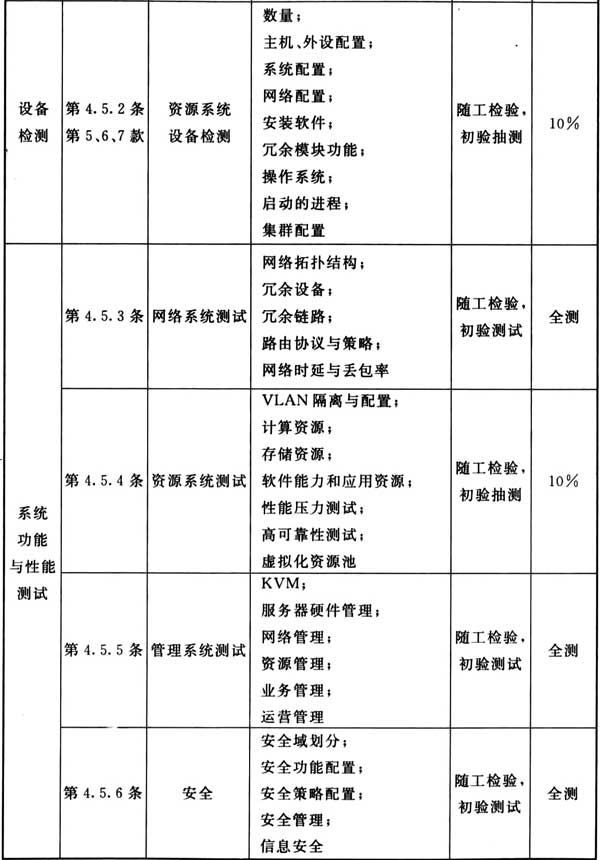 设备
检测
第4.5.2条
第5、6、7款
资源系统
设备检测
数量；
主机、外设配置；
系统配置；
网络配置；
安装软件；
冗余模块功能；
操作系统；
启动的进程；
集群配置
随工检验，
初验抽测
10%
系统
功能
与性能
测试
第4.5.3条
网络系统测试
网络拓扑结构；
冗余设备；
冗余链路；
路由协议与策略；
网络时延与丢包率
随工检验，
初验测试
全测
第4.5.4条
资源系统测试
VLAN隔离与配置；
计算资源；
存储资源；
软件能力和应用资源；
性能压力测试；
高可靠性测试；
虚拟化资源池
随工检验，
初验抽测
10%
第4.5.5条
管理系统测试
KVM；
服务器硬件管理；
网络管理；
资源管理；
业务管理；
运营管理
随工检验，
初验测试
全测
第4.5.6条
安全
安全域划分；
安全功能配置；
安全策略配置；
安全管理；
信息安全
随工检验，
初验测试
全测